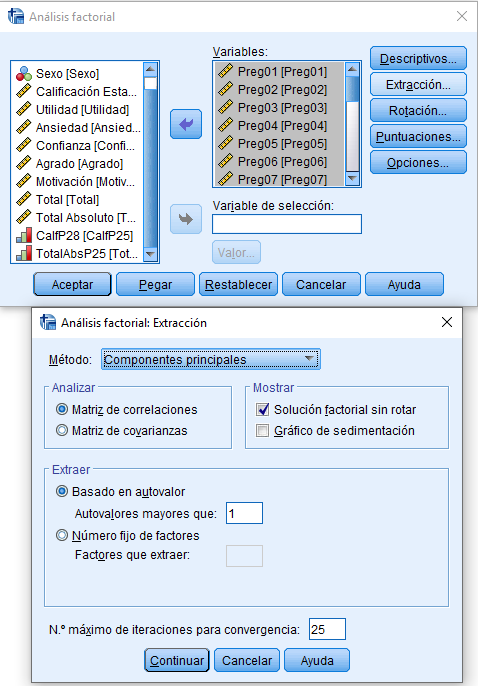 Análisis factorial
Variables:
Sexo [Sexo]
Calificación Esta...
Utilidad [Utilidad]
Ansiedad [Ansied...
Confianza [Confi...
Agrado [Agrado]
Motivación [Motiv...
Total [Total]
Total Absoluto [T...
CalfP28 [CalfP25]
TotalAbsP25 [Tot...
Preg01 [Preg01]
Preg02 [Preg02]
Preg03 [Preg03]
Preg04 [Preg04]
Preg05 [Preg05]
Preg06 [Preg06]
Preg07 [Preg07]
Descriptivos...
Extracción...
Rotación...
Puntuaciones...
Opciones...
Variable de selección:
Valor...
Aceptar Pegar Restablecer Cancelar Ayuda
Análisis factorial: Extracción
Método: Componentes principales
Analizar
Matriz de correlaciones
Matriz de covarianzas
Mostrar
Solución factorial sin rotar
Gráfico de sedimentación
Extraer
Basado en autovalor
Autovalores mayores que: 1
Número fijo de factores
Factores que extraer:
N.º máximo de iteraciones para convergencia: 25
Continuar Cancelar Ayuda